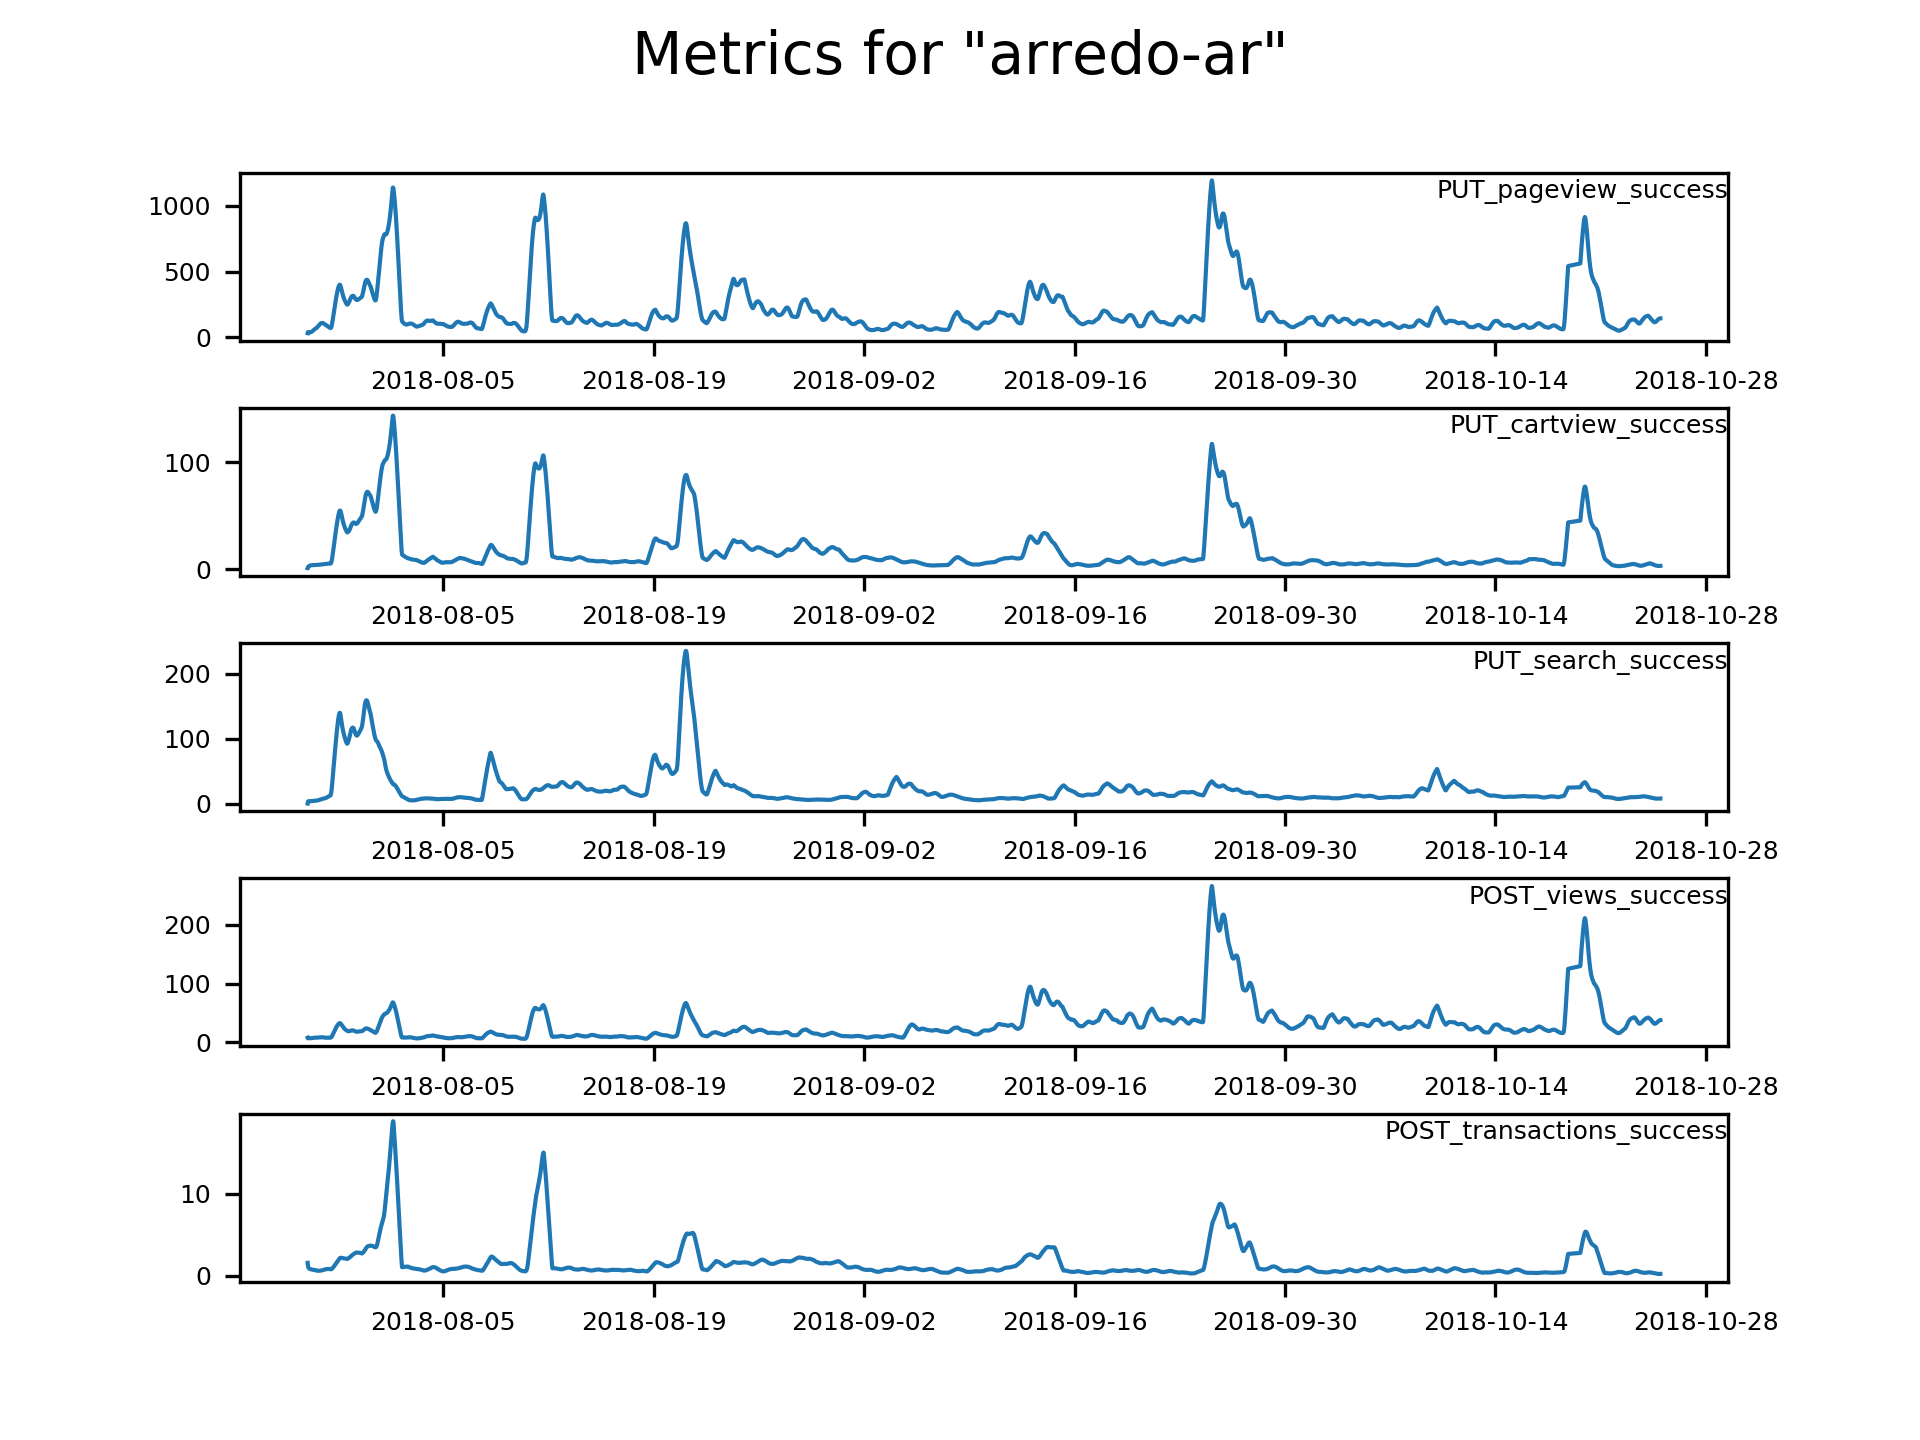 Metrics for "arredo-ar"
PUT_pageview_success
1000
500
0
2018-08-05 2018-08-19 2018-09-02 2018-09-16 2018-09-30 2018-10-14 2018-10-28
PUT_cartview_success
100
0
2018-08-05 2018-08-19 2018-09-02 2018-09-16 2018-09-30 2018-10-14 2018-10-28
PUT_search_success
200
100
0
2018-08-05 2018-08-19 2018-09-02 2018-09-16 2018-09-30 2018-10-14 2018-10-28
POST_views_success
200
100
0
2018-08-05 2018-08-19 2018-09-02 2018-09-16 2018-09-30 2018-10-14 2018-10-28
POST_transactions_success
10
0
2018-08-05 2018-08-19 2018-09-02 2018-09-16 2018-09-30 2018-10-14 2018-10-28